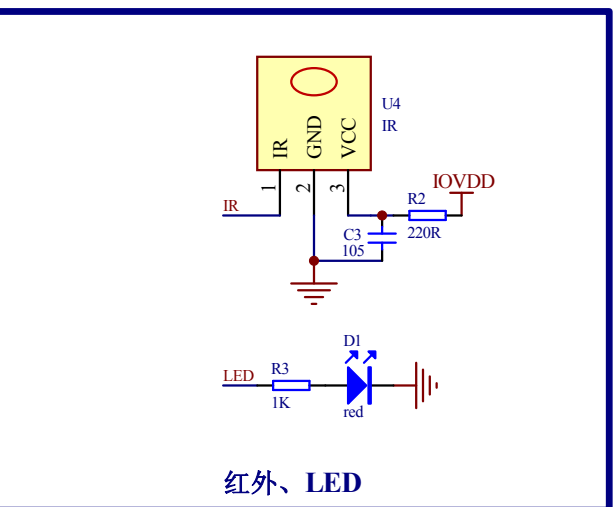 U4
IR
IR
GND
VCC
1
2
3
IR
IOVDD
R2
220R
C3
105
D1
LED
R3
1K
red
红外、LED